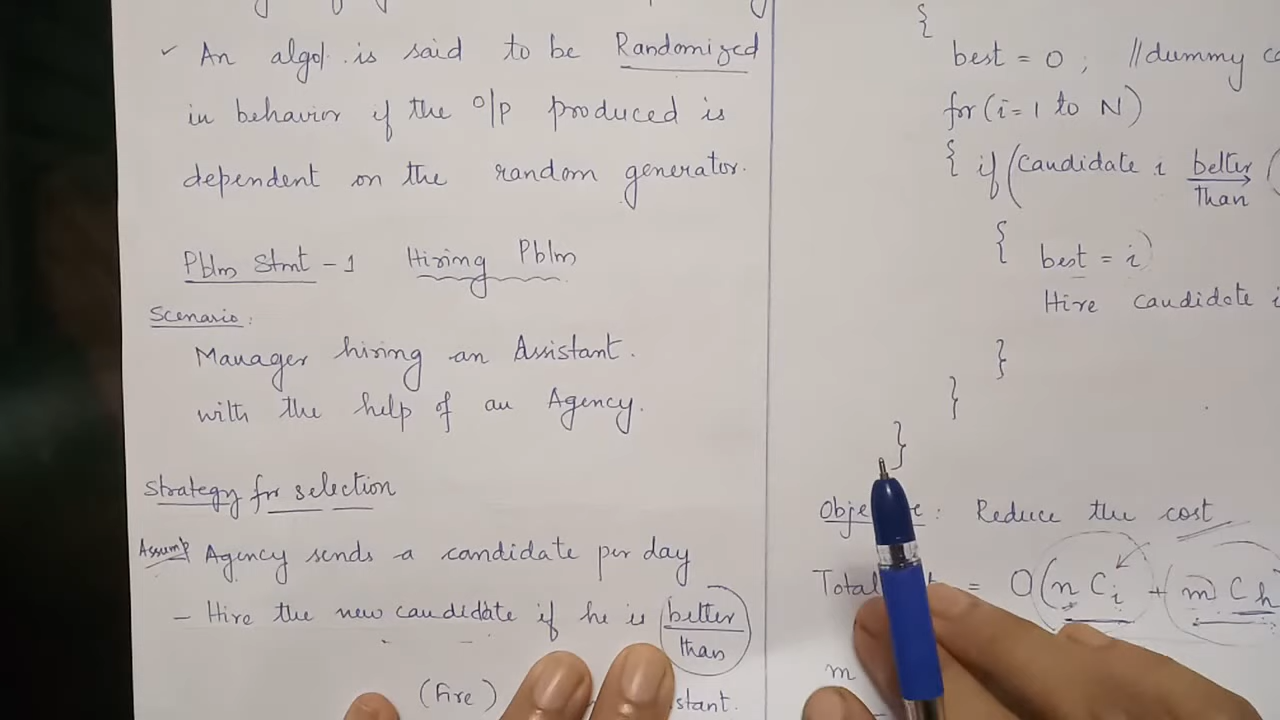 ✓ An algo. is said to be Randomized
in behavior if the o/p produced is
dependent on the random generator.
Pblm Stmt - 1 Hiring Pblm
Scenario:
Manager hiring an Assistant.
with the help of an Agency.
Strategy for selection
Assump Agency sends a candidate per day
- Hire the new candidate if he is better
than
(Fire)
stant.
{
best = 0 ; //dummy
for (i = 1 to N)
{ if (candidate i better
than
{
best = i
Hire candidate i
}
}
}
Objective: Reduce the cost
Total = O(n Ci + m Ch
m